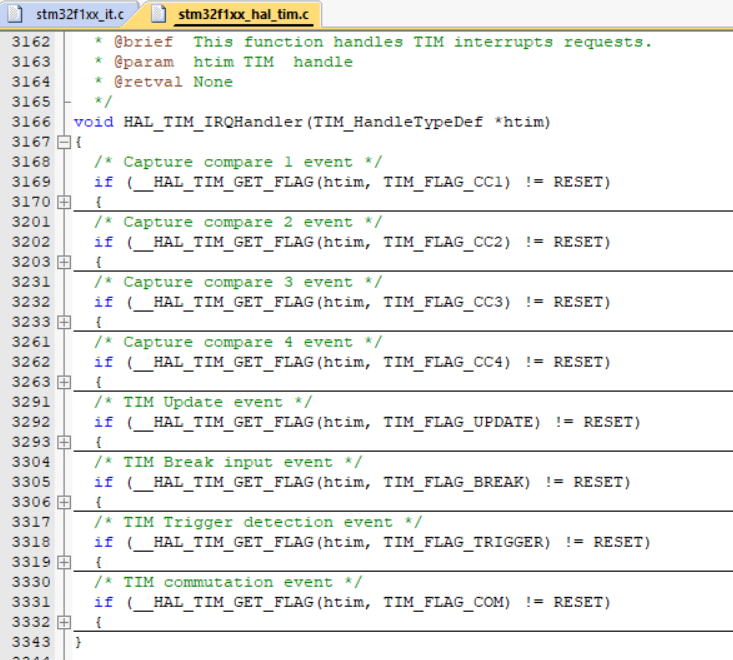 stm32f1xx_it.c stm32f1xx_hal_tim.c
3162 * @brief This function handles TIM interrupts requests.
3163 * @param htim TIM handle
3164 * @retval None
3165 */
3166 void HAL_TIM_IRQHandler(TIM_HandleTypeDef *htim)
3167 {
3168 /* Capture compare 1 event */
3169 if (__HAL_TIM_GET_FLAG(htim, TIM_FLAG_CC1) != RESET)
3170 {
3201 /* Capture compare 2 event */
3202 if (__HAL_TIM_GET_FLAG(htim, TIM_FLAG_CC2) != RESET)
3203 {
3231 /* Capture compare 3 event */
3232 if (__HAL_TIM_GET_FLAG(htim, TIM_FLAG_CC3) != RESET)
3233 {
3261 /* Capture compare 4 event */
3262 if (__HAL_TIM_GET_FLAG(htim, TIM_FLAG_CC4) != RESET)
3263 {
3291 /* TIM Update event */
3292 if (__HAL_TIM_GET_FLAG(htim, TIM_FLAG_UPDATE) != RESET)
3293 {
3304 /* TIM Break input event */
3305 if (__HAL_TIM_GET_FLAG(htim, TIM_FLAG_BREAK) != RESET)
3306 {
3317 /* TIM Trigger detection event */
3318 if (__HAL_TIM_GET_FLAG(htim, TIM_FLAG_TRIGGER) != RESET)
3319 {
3330 /* TIM commutation event */
3331 if (__HAL_TIM_GET_FLAG(htim, TIM_FLAG_COM) != RESET)
3332 {
3343 }